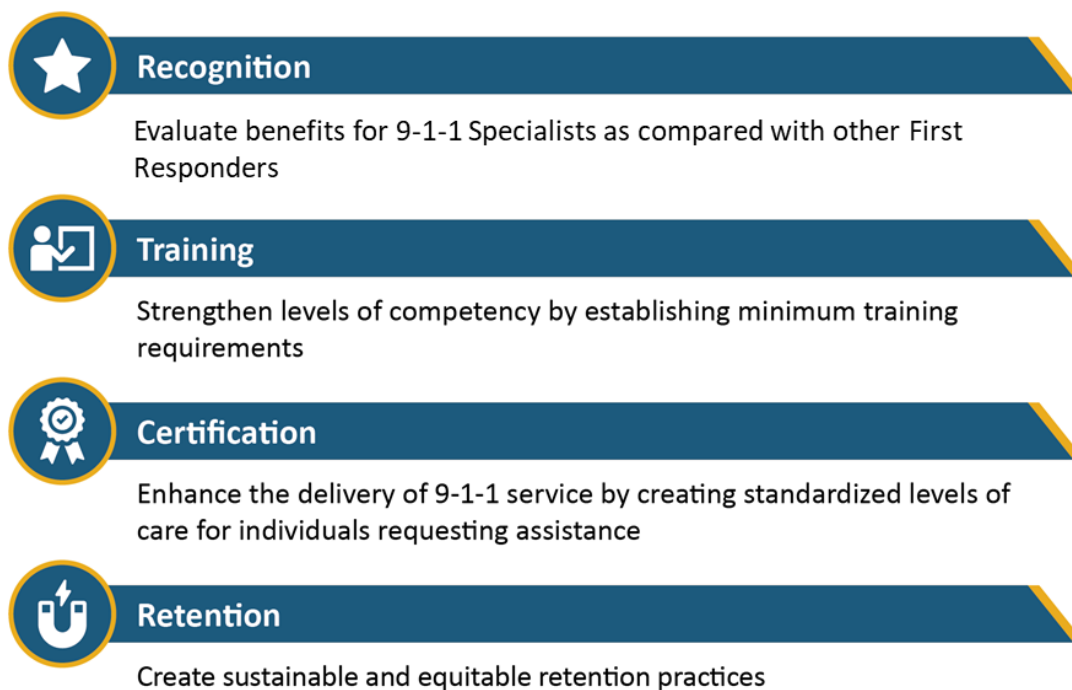 Recognition
Evaluate benefits for 9-1-1 Specialists as compared with other First
Responders
Training
Strengthen levels of competency by establishing minimum training
requirements
Certification
Enhance the delivery of 9-1-1 service by creating standardized levels of
care for individuals requesting assistance
Retention
Create sustainable and equitable retention practices